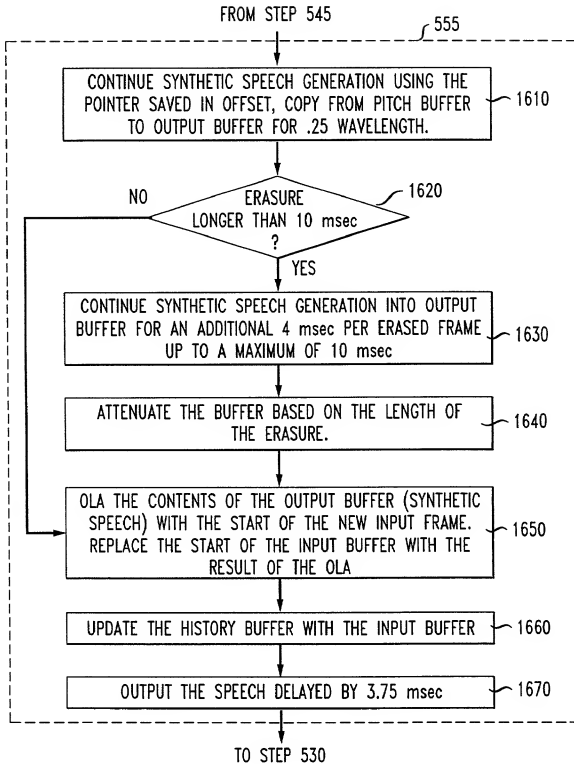 FROM STEP 545
555
CONTINUE SYNTHETIC SPEECH GENERATION USING THE
POINTER SAVED IN OFFSET, COPY FROM PITCH BUFFER
TO OUTPUT BUFFER FOR .25 WAVELENGTH.
1610
NO
ERASURE
LONGER THAN 10 msec
?
1620
YES
CONTINUE SYNTHETIC SPEECH GENERATION INTO OUTPUT
BUFFER FOR AN ADDITIONAL 4 msec PER ERASED FRAME
UP TO A MAXIMUM OF 10 msec
1630
ATTENUATE THE BUFFER BASED ON THE LENGTH OF
THE ERASURE.
1640
OLA THE CONTENTS OF THE OUTPUT BUFFER (SYNTHETIC
SPEECH) WITH THE START OF THE NEW INPUT FRAME.
REPLACE THE START OF THE INPUT BUFFER WITH THE
RESULT OF THE OLA
1650
UPDATE THE HISTORY BUFFER WITH THE INPUT BUFFER
1660
OUTPUT THE SPEECH DELAYED BY 3.75 msec
1670
TO STEP 530